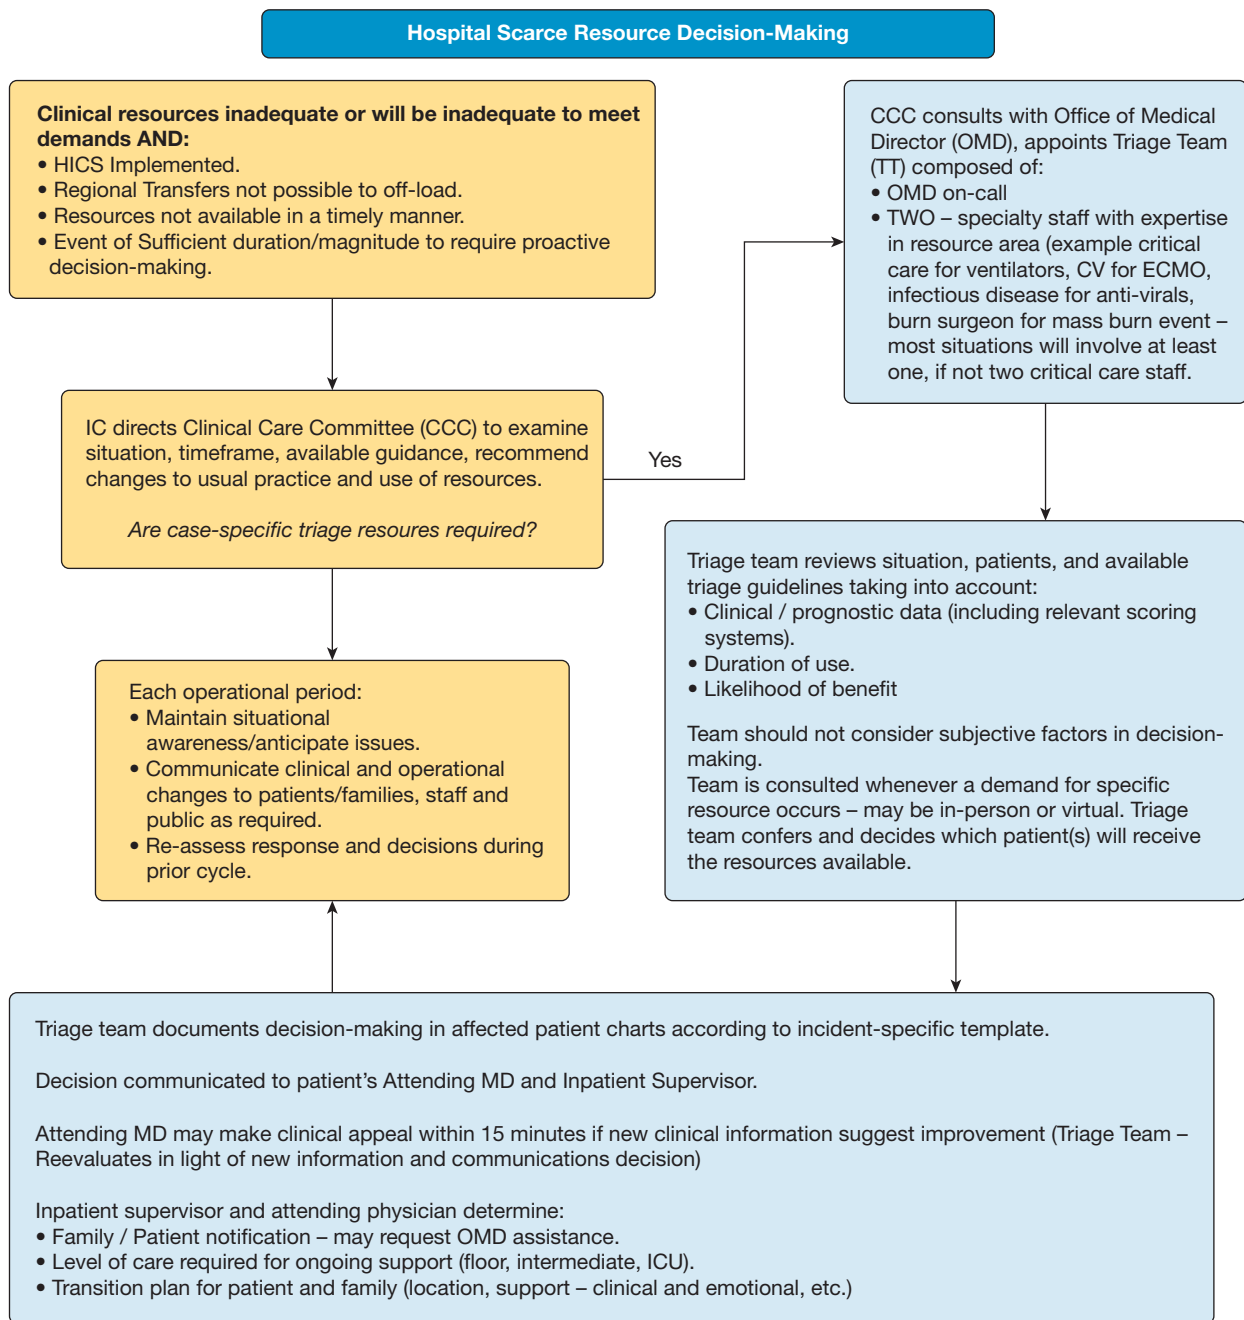 Hospital Scarce Resource Decision-Making
Clinical resources inadequate or will be inadequate to meet
demands AND:
• HICS Implemented.
• Regional Transfers not possible to off-load.
• Resources not available in a timely manner.
• Event of Sufficient duration/magnitude to require proactive
decision-making.
IC directs Clinical Care Committee (CCC) to examine
situation, timeframe, available guidance, recommend
changes to usual practice and use of resources.
Are case-specific triage resoures required?
Yes
Each operational period:
• Maintain situational
awareness/anticipate issues.
• Communicate clinical and operational
changes to patients/families, staff and
public as required.
• Re-assess response and decisions during
prior cycle.
CCC consults with Office of Medical
Director (OMD), appoints Triage Team
(TT) composed of:
• OMD on-call
• TWO – specialty staff with expertise
in resource area (example critical
care for ventilators, CV for ECMO,
infectious disease for anti-virals,
burn surgeon for mass burn event –
most situations will involve at least
one, if not two critical care staff.
Triage team reviews situation, patients, and available
triage guidelines taking into account:
• Clinical / prognostic data (including relevant scoring
systems).
• Duration of use.
• Likelihood of benefit
Team should not consider subjective factors in decision-
making.
Team is consulted whenever a demand for specific
resource occurs – may be in-person or virtual. Triage
team confers and decides which patient(s) will receive
the resources available.
Triage team documents decision-making in affected patient charts according to incident-specific template.
Decision communicated to patient's Attending MD and Inpatient Supervisor.
Attending MD may make clinical appeal within 15 minutes if new clinical information suggest improvement (Triage Team –
Reevaluates in light of new information and communications decision)
Inpatient supervisor and attending physician determine:
• Family / Patient notification – may request OMD assistance.
• Level of care required for ongoing support (floor, intermediate, ICU).
• Transition plan for patient and family (location, support – clinical and emotional, etc.)